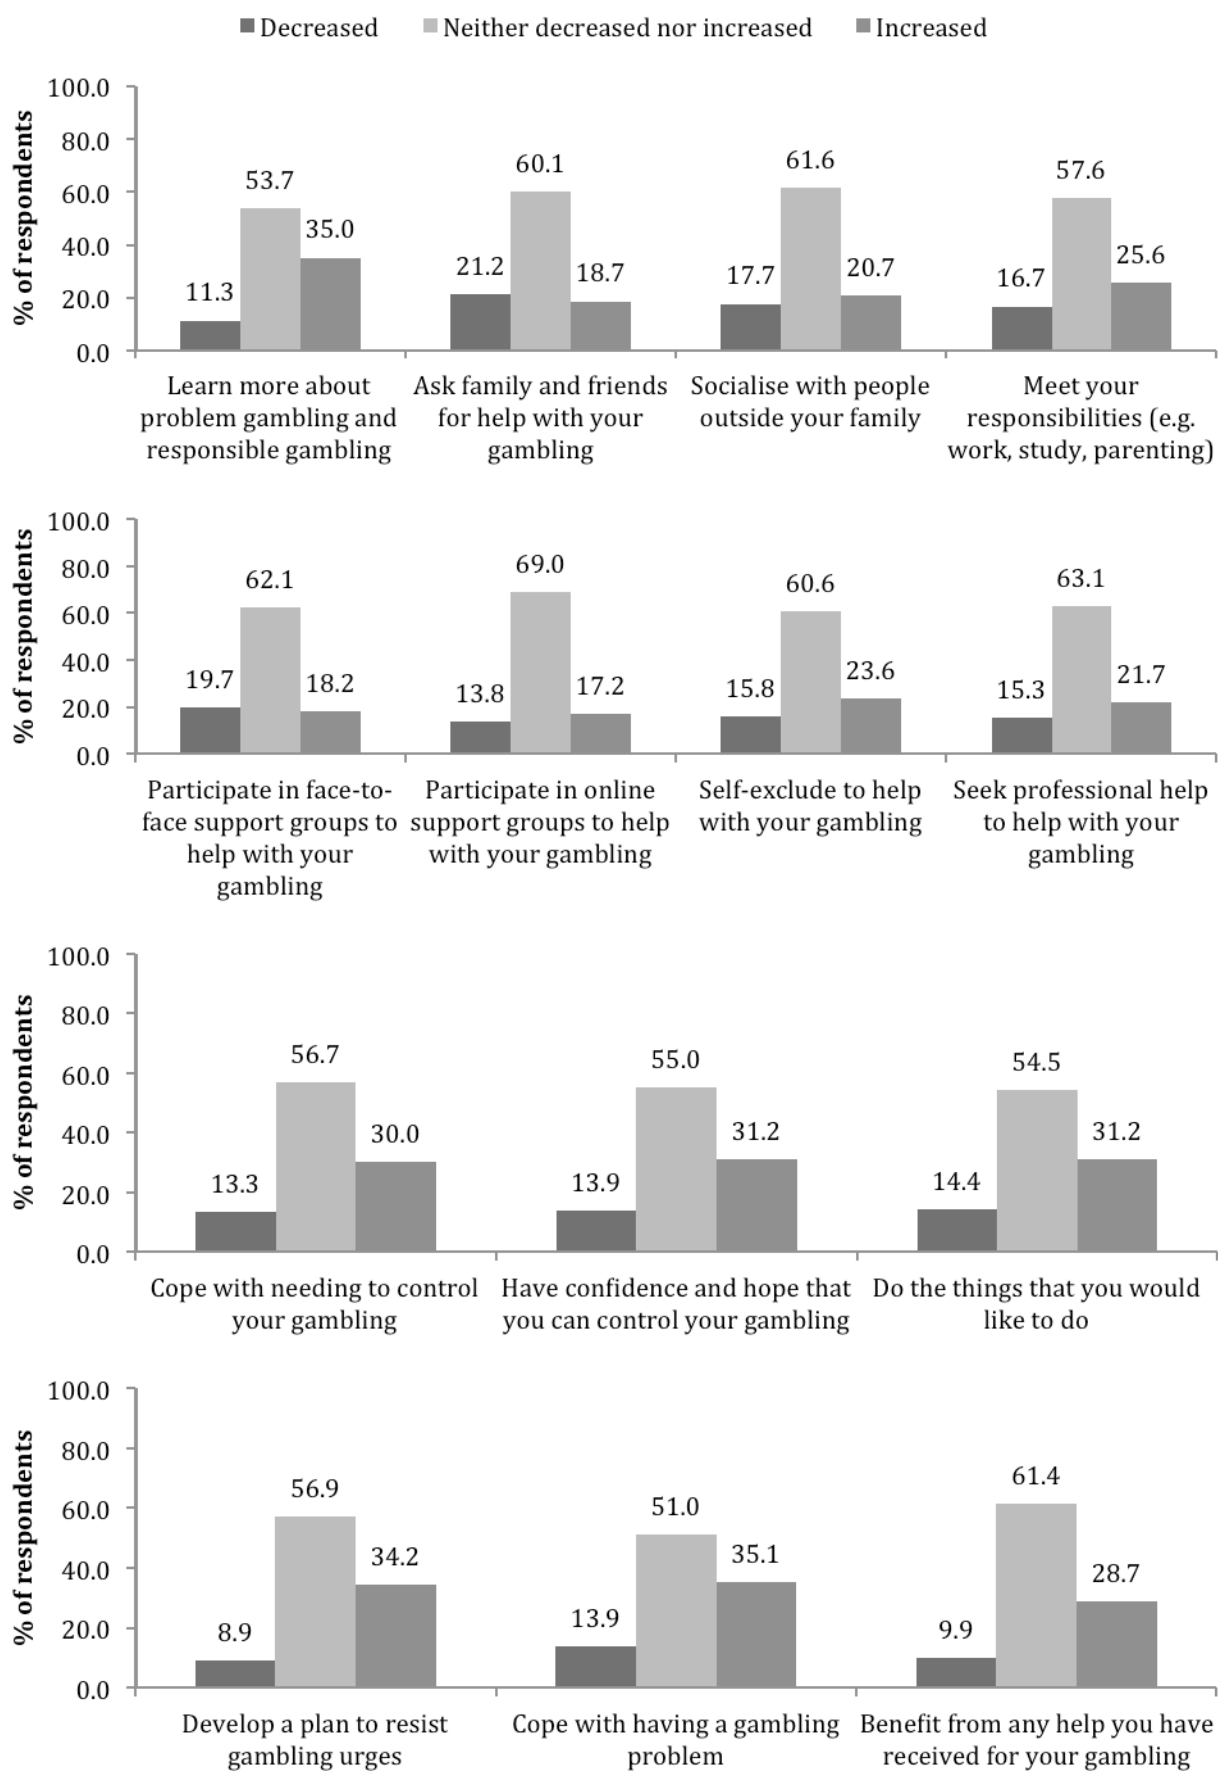 Decreased Neither decreased nor increased Increased
% of respondents
100.0
80.0
60.0
40.0
20.0
0.0
11.3 53.7 35.0 21.2 60.1 18.7 17.7 61.6 20.7 16.7 57.6 25.6
Learn more about Ask family and friends Socialise with people Meet your
problem gambling and for help with your outside your family responsibilities (e.g.
responsible gambling gambling work, study, parenting)
% of respondents
100.0
80.0
60.0
40.0
20.0
0.0
19.7 62.1 18.2 13.8 69.0 17.2 15.8 60.6 23.6 15.3 63.1 21.7
Participate in face-to- Participate in online Self-exclude to help Seek professional help
face support groups to support groups to help with your gambling to help with your
help with your with your gambling gambling
gambling
% of respondents
100.0
80.0
60.0
40.0
20.0
0.0
13.3 56.7 30.0 13.9 55.0 31.2 14.4 54.5 31.2
Cope with needing to control Have confidence and hope that Do the things that you would
your gambling you can control your gambling like to do
% of respondents
100.0
80.0
60.0
40.0
20.0
0.0
8.9 56.9 34.2 13.9 51.0 35.1 9.9 61.4 28.7
Develop a plan to resist Cope with having a gambling Benefit from any help you have
gambling urges problem received for your gambling